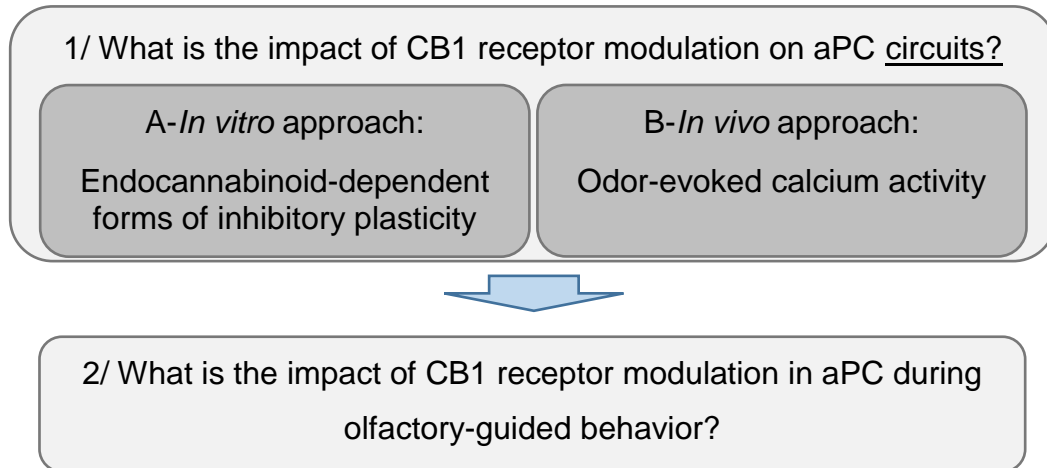 1/ What is the impact of CB1 receptor modulation on aPC circuits?
A-In vitro approach:
Endocannabinoid-dependent
forms of inhibitory plasticity
B-In vivo approach:
Odor-evoked calcium activity
2/ What is the impact of CB1 receptor modulation in aPC during
olfactory-guided behavior?